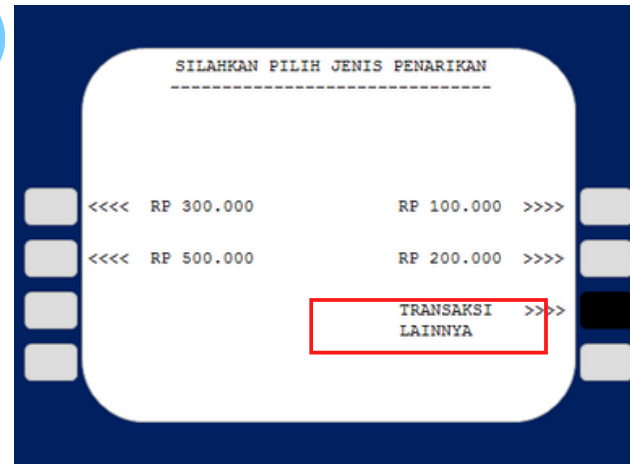 SILAHKAN PILIH JENIS PENARIKAN
--------------------------------
<<<< RP 300.000 RP 100.000 >>>>
<<<< RP 500.000 RP 200.000 >>>>
TRANSAKSI >>>>
LAINNYA